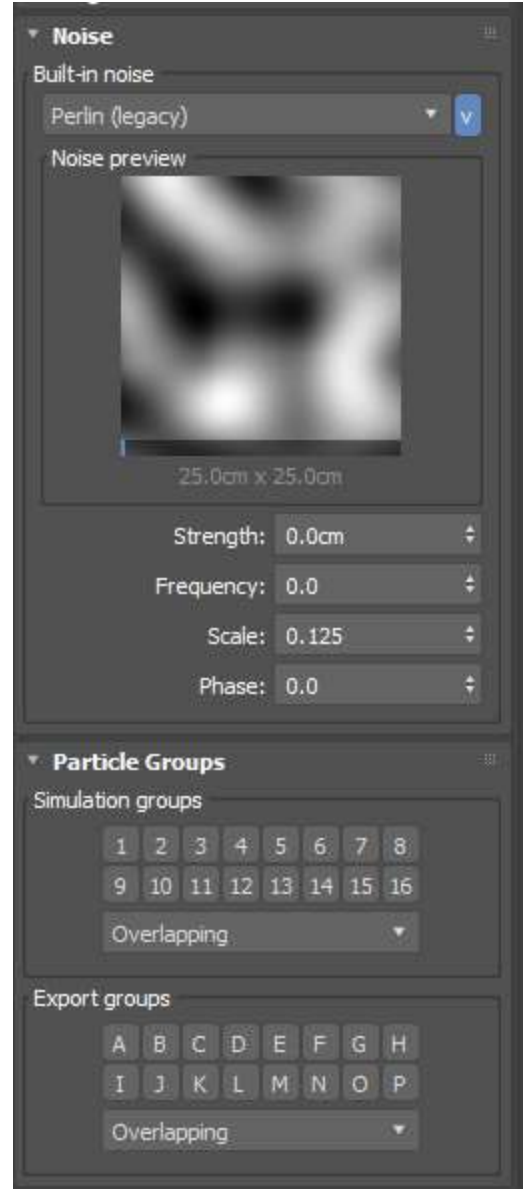 Noise
Built-in noise
Perlin (legacy) v
Noise preview
25.0cm x 25.0cm
Strength: 0.0cm
Frequency: 0.0
Scale: 0.125
Phase: 0.0
Particle Groups
Simulation groups
1 2 3 4 5 6 7 8
9 10 11 12 13 14 15 16
Overlapping
Export groups
A B C D E F G H
I J K L M N O P
Overlapping